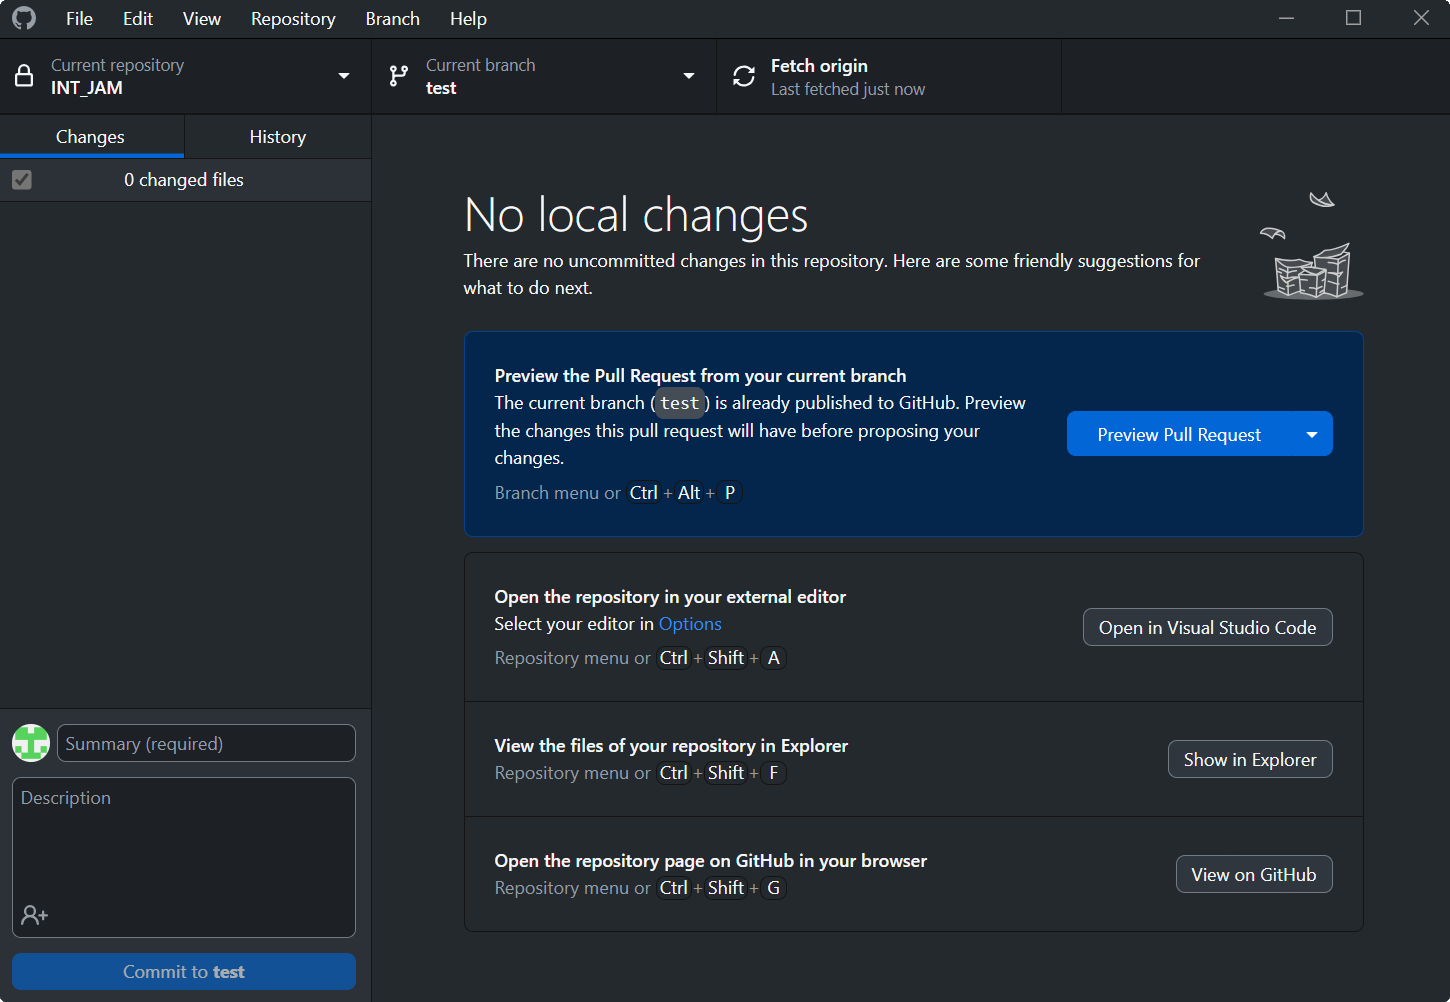 File Edit View Repository Branch Help
Current repository
INT_JAM
Current branch
test
Fetch origin
Last fetched just now
Changes History
0 changed files
No local changes
There are no uncommitted changes in this repository. Here are some friendly suggestions for
what to do next.
Preview the Pull Request from your current branch
The current branch ( test ) is already published to GitHub. Preview
the changes this pull request will have before proposing your
changes.
Branch menu or Ctrl + Alt + P
Preview Pull Request
Open the repository in your external editor
Select your editor in Options
Repository menu or Ctrl + Shift + A
Open in Visual Studio Code
View the files of your repository in Explorer
Repository menu or Ctrl + Shift + F
Show in Explorer
Open the repository page on GitHub in your browser
Repository menu or Ctrl + Shift + G
View on GitHub
Summary (required)
Description
Commit to test